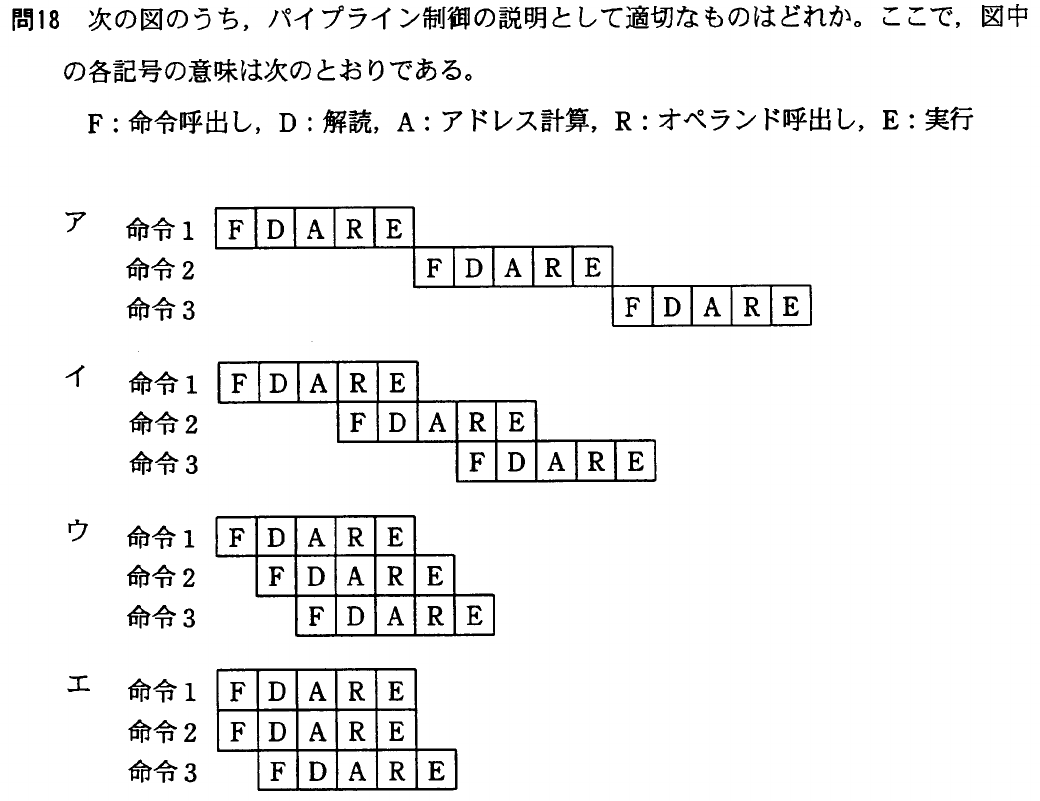 問18 次の図のうち，パイプライン制御の説明として適切なものはどれか。ここで，図中
の各記号の意味は次のとおりである。
F：命令呼出し，D：解読，A：アドレス計算，R：オペランド呼出し，E：実行
ア 命令1 F D A R E
命令2 F D A R E
命令3 F D A R E
イ 命令1 F D A R E
命令2 F D A R E
命令3 F D A R E
ウ 命令1 F D A R E
命令2 F D A R E
命令3 F D A R E
エ 命令1 F D A R E
命令2 F D A R E
命令3 F D A R E